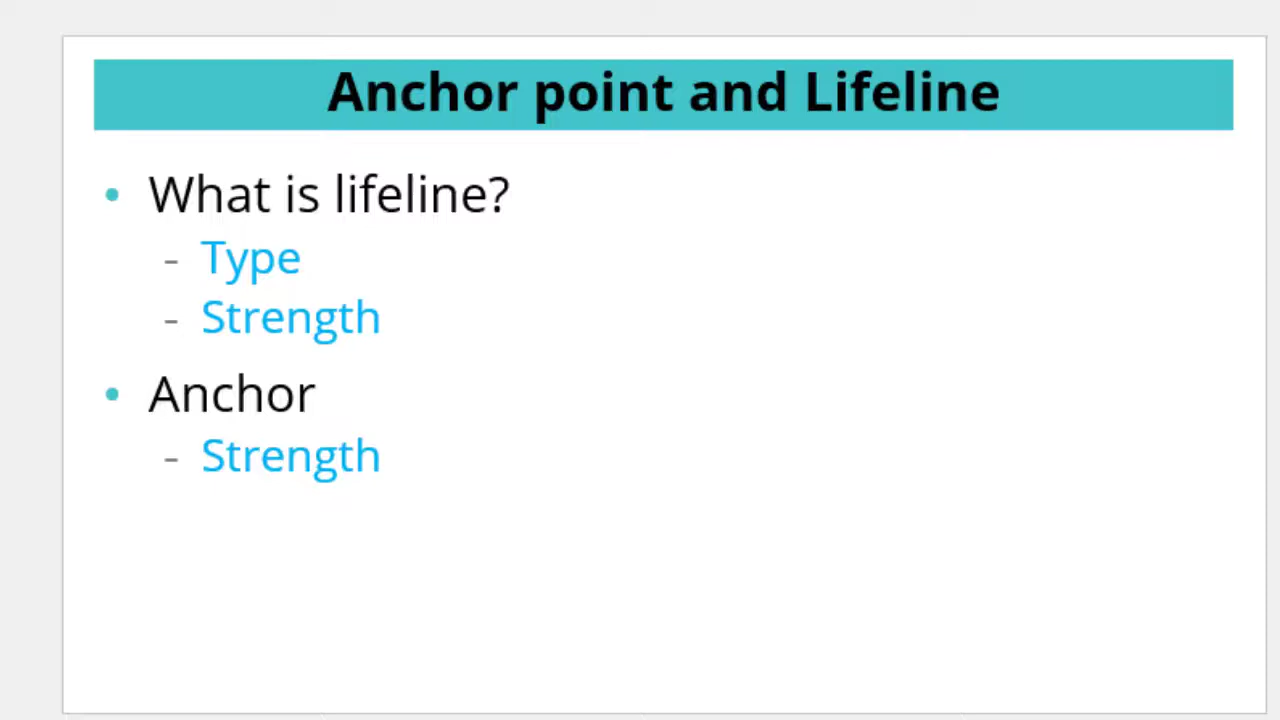 Anchor point and Lifeline
• What is lifeline?
- Type
- Strength
• Anchor
- Strength